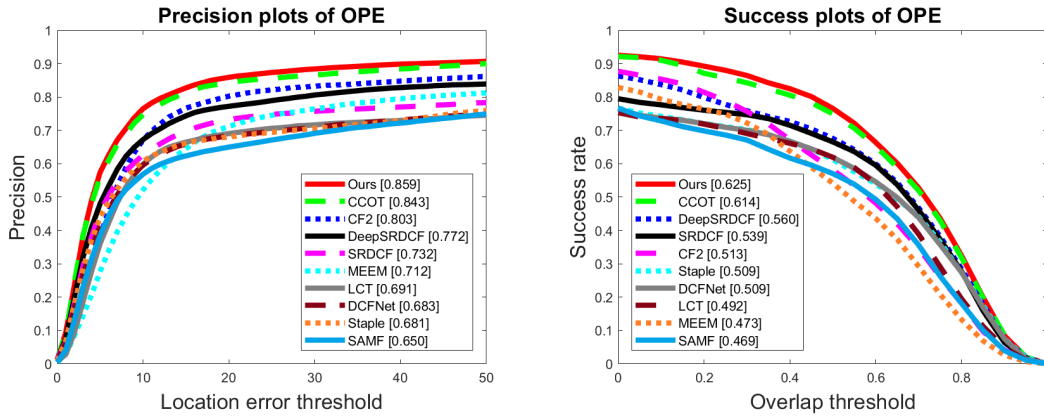 Precision plots of OPE
1
0.9
0.8
0.7
0.6
0.5
0.4
0.3
0.2
0.1
0
Precision
Ours [0.859]
CCOT [0.843]
CF2 [0.803]
DeepSRDCF [0.772]
SRDCF [0.732]
MEEM [0.712]
LCT [0.691]
DCFNet [0.683]
Staple [0.681]
SAMF [0.650]
0 10 20 30 40 50
Location error threshold
Success plots of OPE
1
0.9
0.8
0.7
0.6
0.5
0.4
0.3
0.2
0.1
0
Success rate
Ours [0.625]
CCOT [0.614]
DeepSRDCF [0.560]
SRDCF [0.539]
CF2 [0.513]
Staple [0.509]
DCFNet [0.509]
LCT [0.492]
MEEM [0.473]
SAMF [0.469]
0 0.2 0.4 0.6 0.8
Overlap threshold